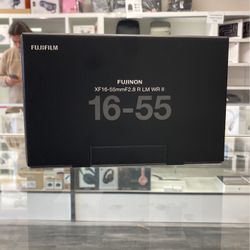 FUJIFILM
FUJINON
XF16-55mmF2.8 R LM WR II
16-55